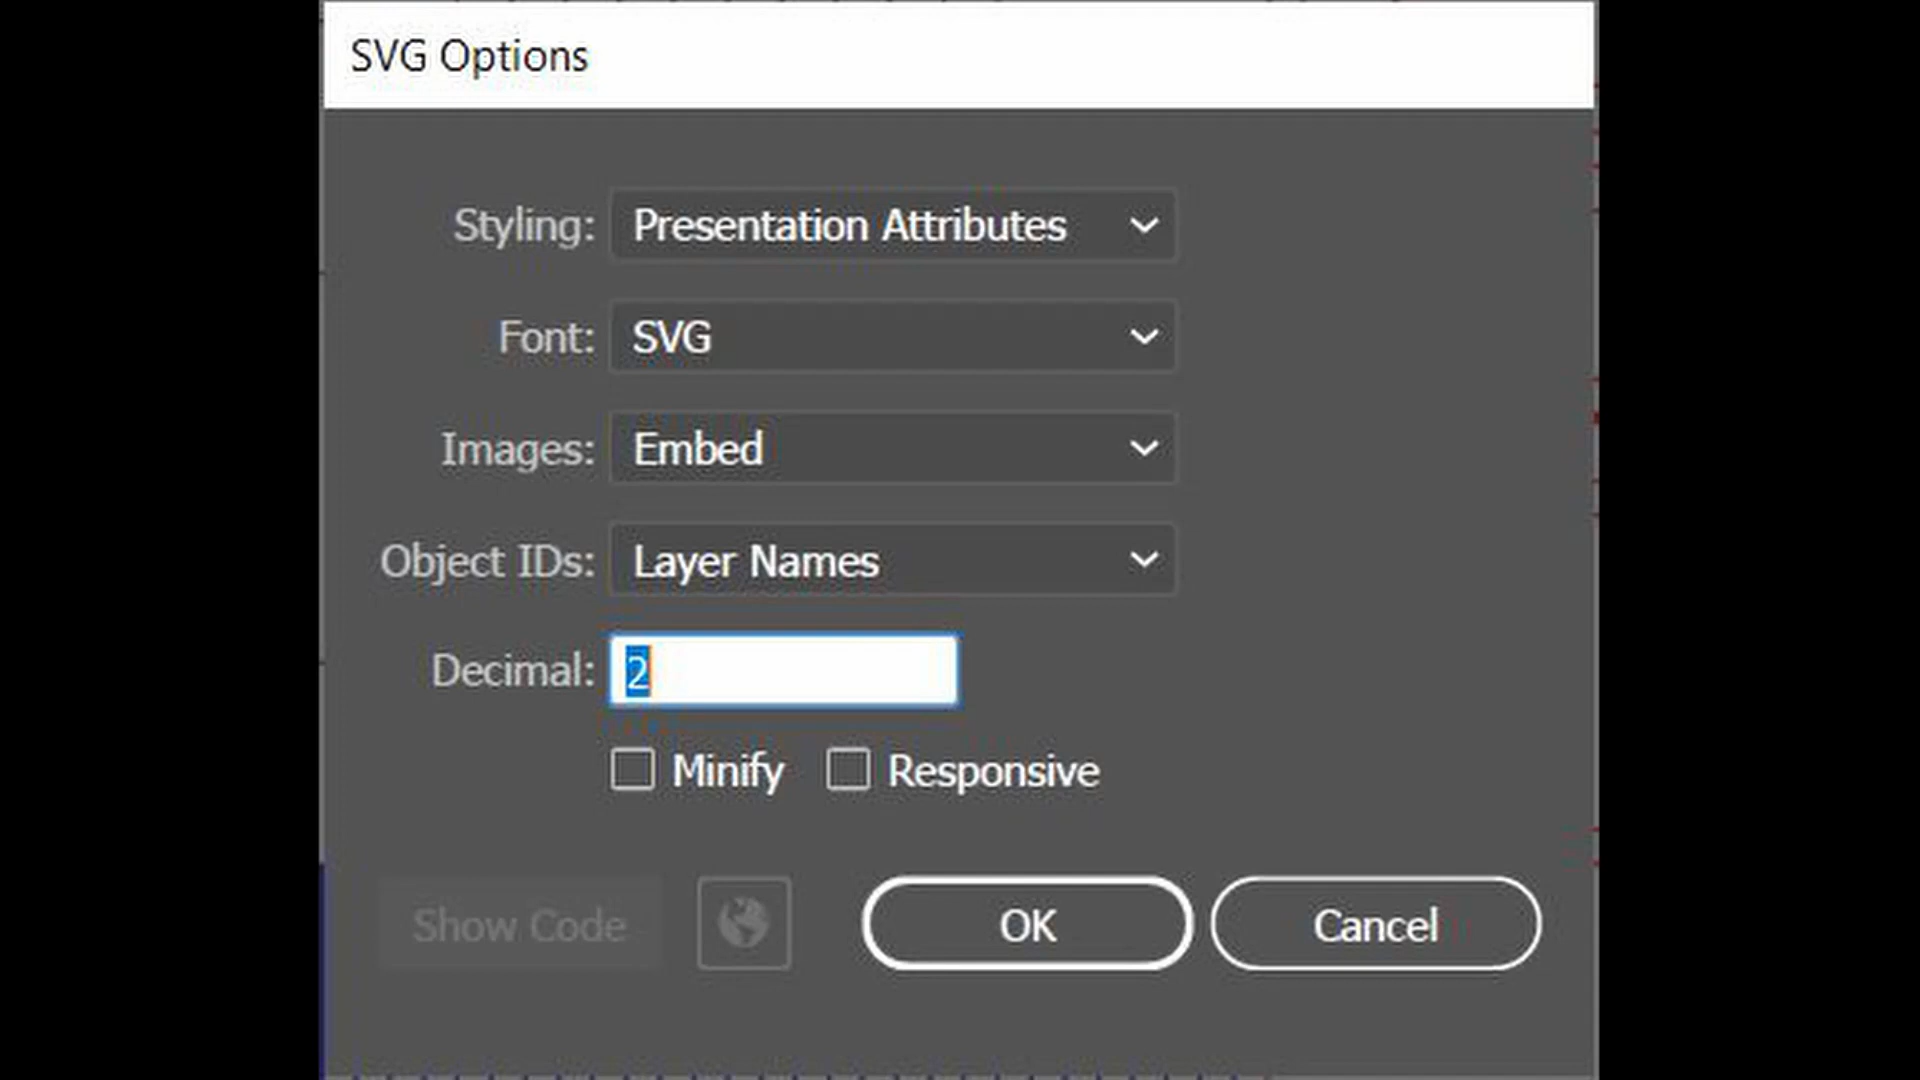 SVG Options
Styling: Presentation Attributes
Font: SVG
Images: Embed
Object IDs: Layer Names
Decimal: 2
Minify Responsive
Show Code OK Cancel